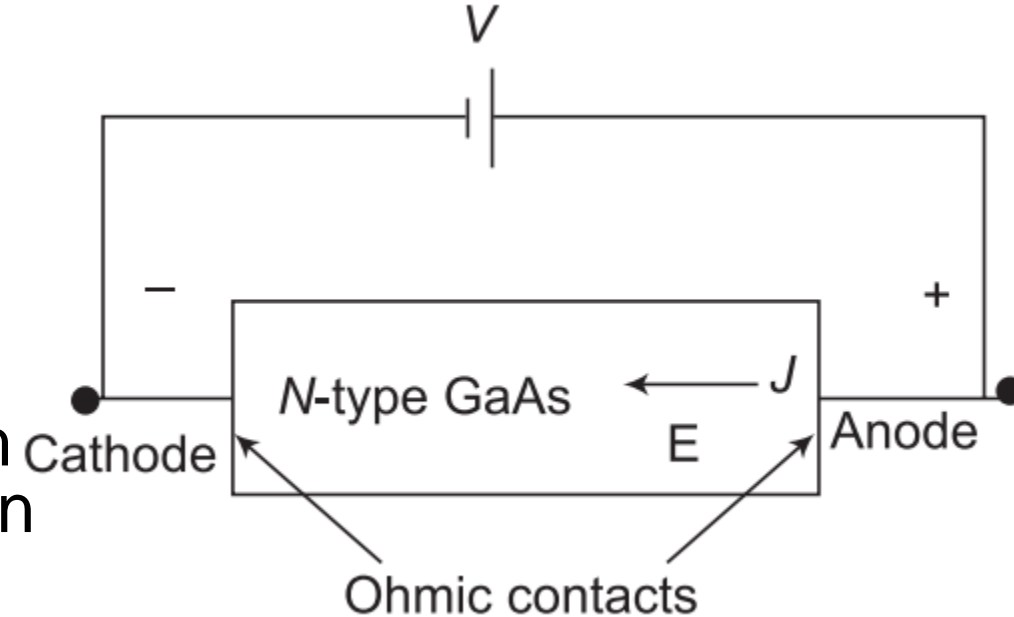 V
– +
N-type GaAs J
E
Cathode Anode
n
Ohmic contacts